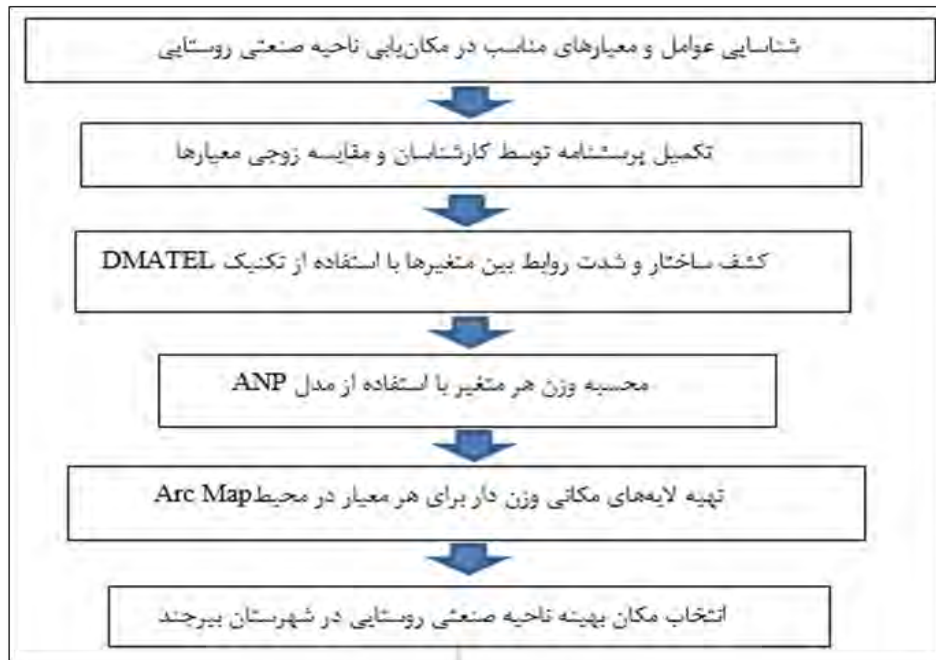 شناسایی عوامل و معیارهای مناسب در مکان‌یابی ناحیه صنعتی روستایی
تکمیل پرسشنامه توسط کارشناسان و مقایسه زوجی معیارها
کشف ساختار و شدت روابط بین متغیرها با استفاده از تکنیک DMATEL
محسبه وزن هر متغیر با استفاده از مدل ANP
تهیه لایه‌های مکانی وزن دار برای هر معیار در محیط Arc Map
انتخاب مکان بهینه ناحیه صنعتی روستایی در شهرستان بیرجند